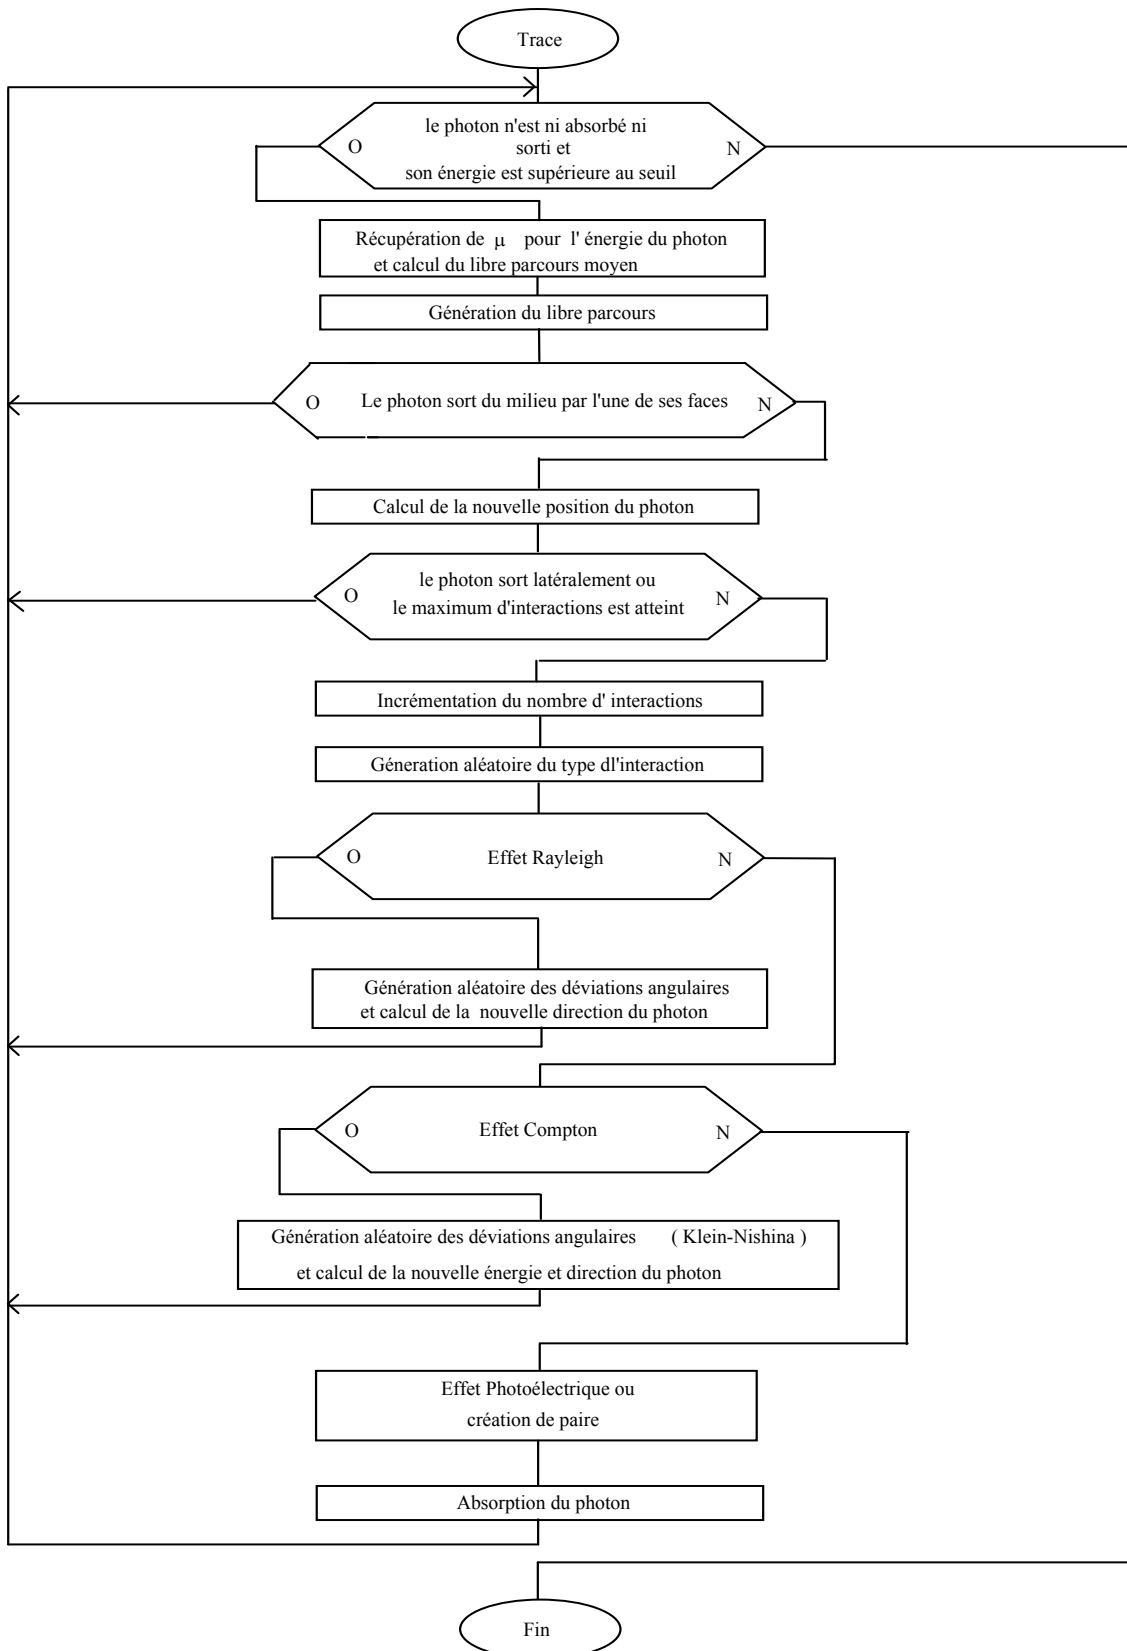 Trace
le photon n'est ni absorbé ni
O
N
sorti et
son énergie est supérieure au seuil
Récupération de μ pour l' énergie du photon
et calcul du libre parcours moyen
Génération du libre parcours
O
Le photon sort du milieu par l'une de ses faces
N
Calcul de la nouvelle position du photon
le photon sort latéralement ou
O
N
le maximum d'interactions est atteint
Incrémentation du nombre d' interactions
Géneration aléatoire du type dl'interaction
O
Effet Rayleigh
N
Génération aléatoire des déviations angulaires
et calcul de la nouvelle direction du photon
O
Effet Compton
N
Génération aléatoire des déviations angulaires ( Klein-Nishina )
et calcul de la nouvelle énergie et direction du photon
Effet Photoélectrique ou
création de paire
Absorption du photon
Fin